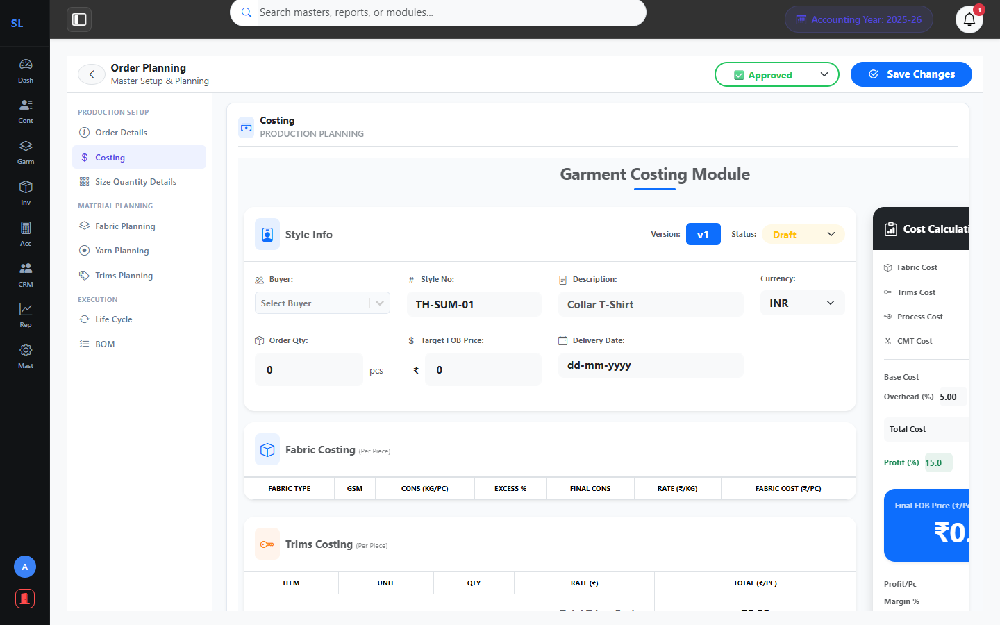 SL
Search masters, reports, or modules...
Accounting Year: 2025-26
3
Dash
Cont
Garm
Inv
Acc
CRM
Rep
Mast
A
Order Planning
Master Setup & Planning
Approved
Save Changes
PRODUCTION SETUP
Order Details
Costing
Size Quantity Details
MATERIAL PLANNING
Fabric Planning
Yarn Planning
Trims Planning
EXECUTION
Life Cycle
BOM
Costing
PRODUCTION PLANNING
Garment Costing Module
Style Info
Version: v1 Status: Draft
Buyer: # Style No: Description: Currency:
Select Buyer TH-SUM-01 Collar T-Shirt INR
Order Qty: $ Target FOB Price: Delivery Date:
0 pcs ₹ 0 dd-mm-yyyy
Fabric Costing (Per Piece)
FABRIC TYPE GSM CONS (KG/PC) EXCESS % FINAL CONS RATE (₹/KG) FABRIC COST (₹/PC)
Trims Costing (Per Piece)
ITEM UNIT QTY RATE (₹) TOTAL (₹/PC)
Cost Calculati
Fabric Cost
Trims Cost
Process Cost
CMT Cost
Base Cost
Overhead (%) 5.00
Total Cost
Profit (%) 15.0
Final FOB Price (₹/P
₹0.
Profit/Pc
Margin %